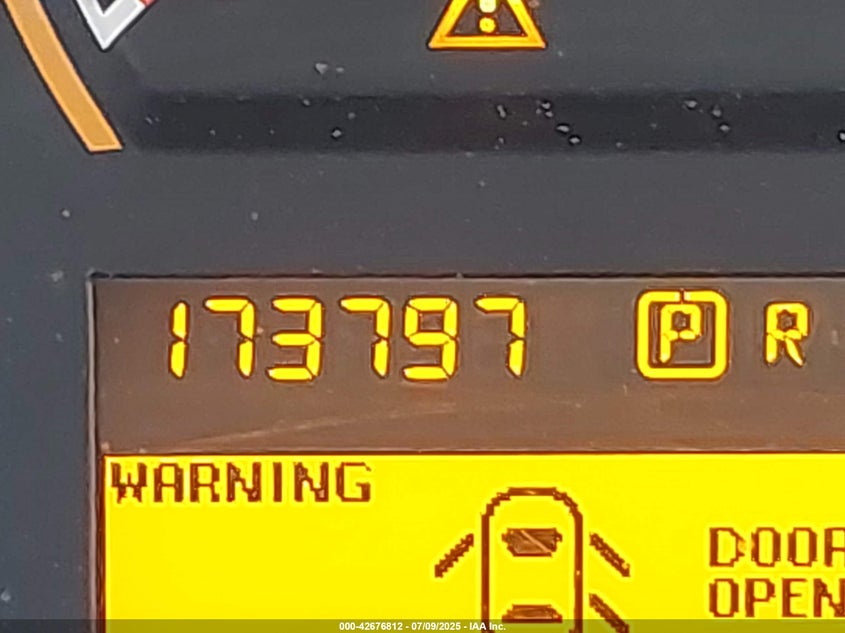 173797 P R
WARNING
DOOR
OPEN
000-42676812 - 07/09/2025 - IAA Inc.